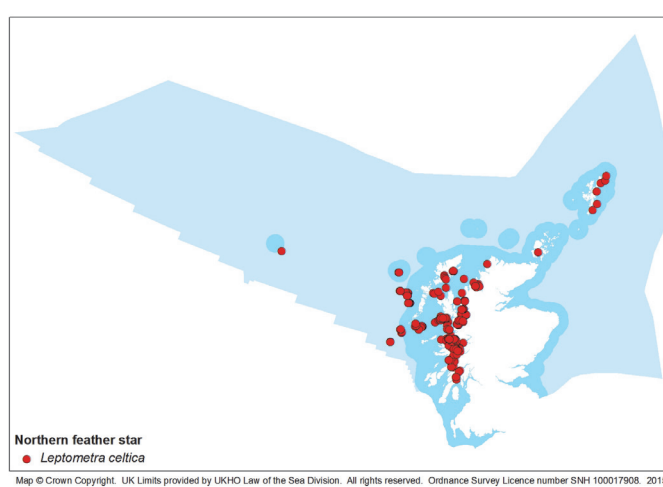 Northern feather star
Leptometra celtica
Map © Crown Copyright. UK Limits provided by UKHO Law of the Sea Division. All rights reserved. Ordnance Survey Licence number SNH 100017908.